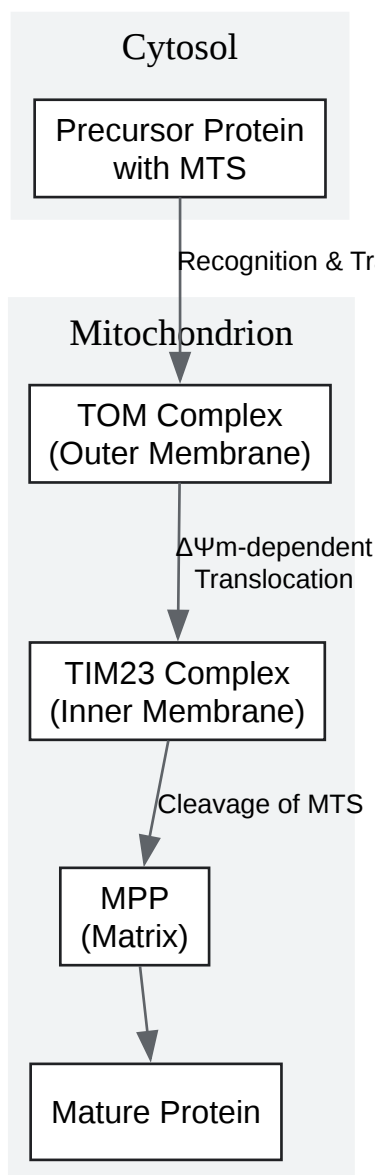 Cytosol
Precursor Protein
with MTS
Recognition & Tr
Mitochondrion
TOM Complex
(Outer Membrane)
ΔΨm-dependent
Translocation
TIM23 Complex
(Inner Membrane)
Cleavage of MTS
MPP
(Matrix)
Mature Protein